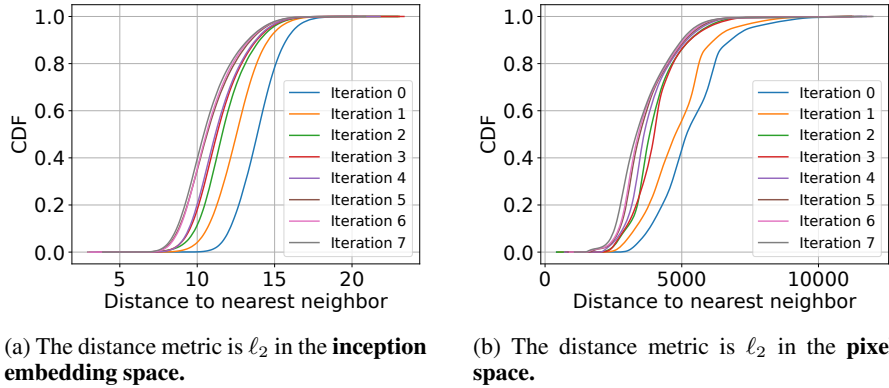 1.0
0.8
0.6
0.4
0.2
0.0
CDF
5
10
15
20
Distance to nearest neighbor
Iteration 0
Iteration 1
Iteration 2
Iteration 3
Iteration 4
Iteration 5
Iteration 6
Iteration 7
(a) The distance metric is ℓ2 in the inception
embedding space.
1.0
0.8
0.6
0.4
0.2
0.0
CDF
0
5000
10000
Distance to nearest neighbor
Iteration 0
Iteration 1
Iteration 2
Iteration 3
Iteration 4
Iteration 5
Iteration 6
Iteration 7
(b) The distance metric is ℓ2 in the pixe
space.